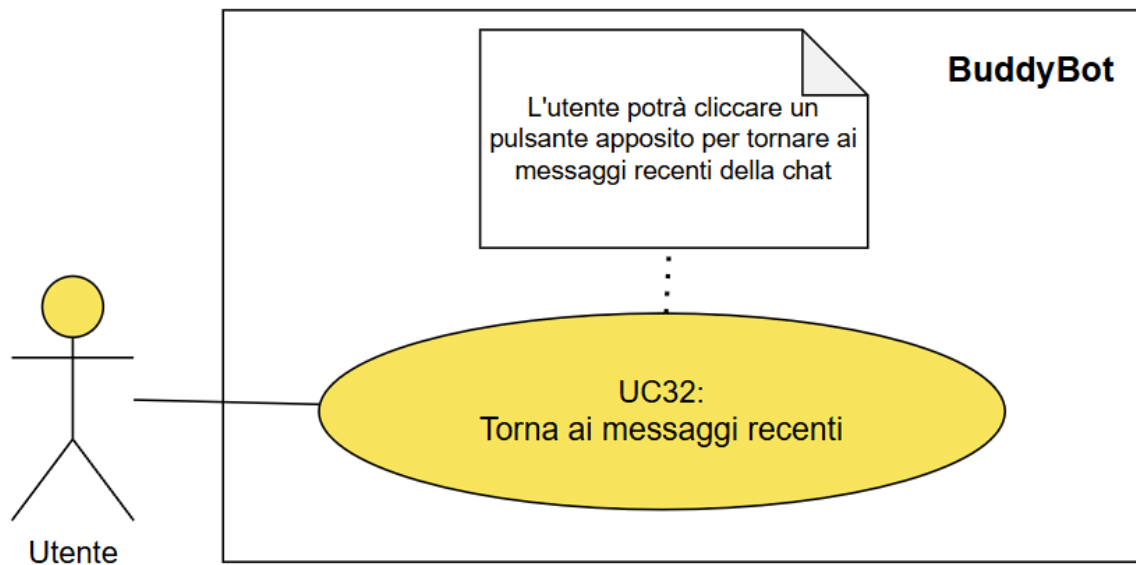 BuddyBot
L'utente potrà cliccare un
pulsante apposito per tornare ai
messaggi recenti della chat
UC32:
Torna ai messaggi recenti
Utente